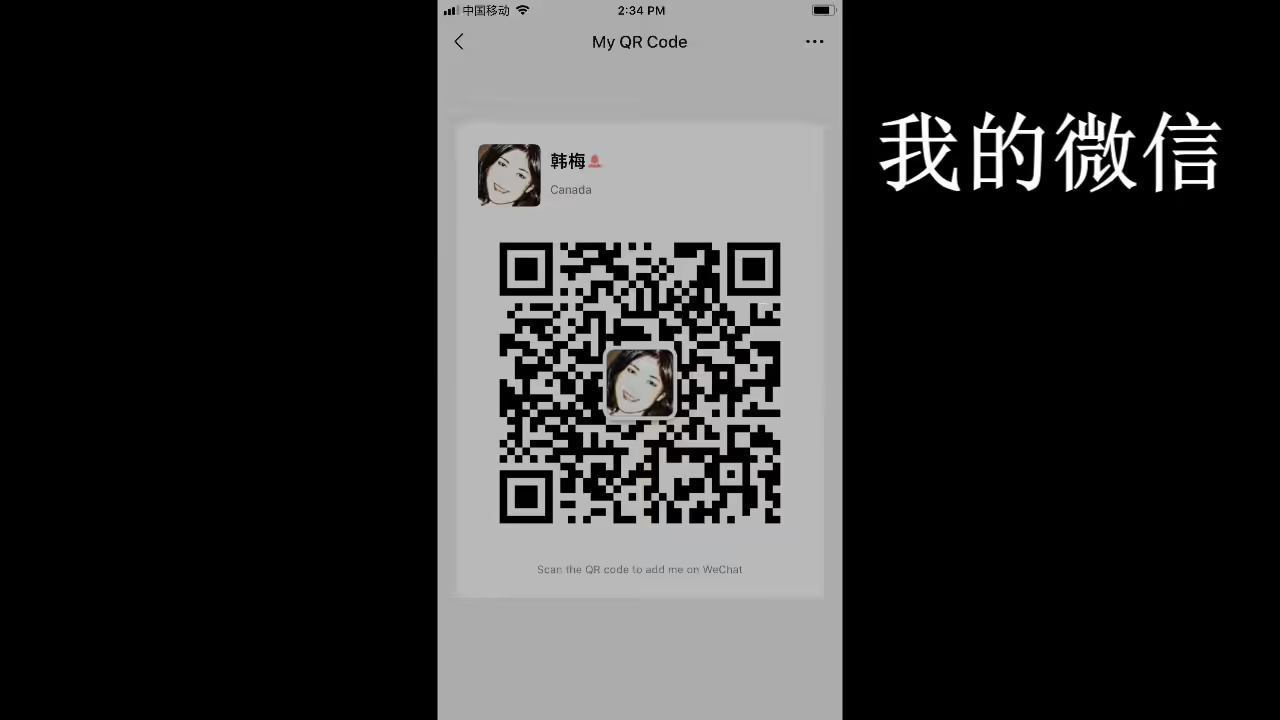 中国移动
2:34 PM
My QR Code
我的微信
韩梅
Canada
Scan the QR code to add me on WeChat